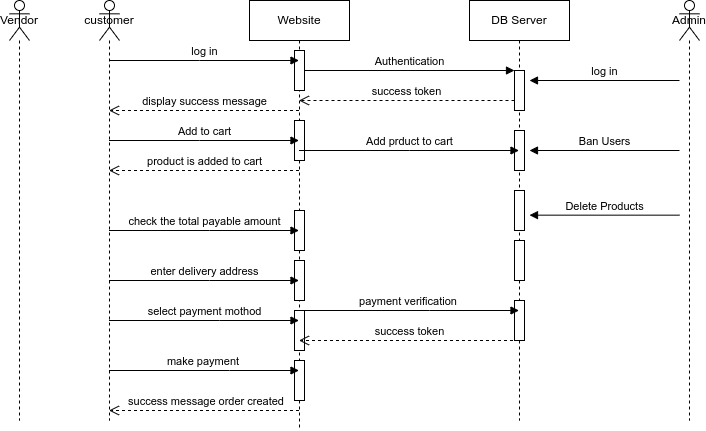 Vendor
customer
Website
DB Server
Admin
log in
Authentication
log in
success token
display success message
Add to cart
Add prduct to cart
Ban Users
product is added to cart
Delete Products
check the total payable amount
enter delivery address
select payment mothod
payment verification
success token
make payment
success message order created